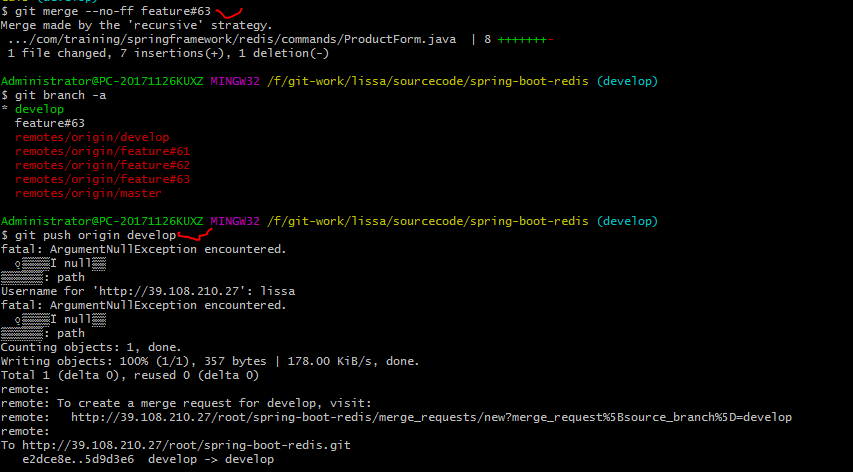 $ git merge --no-ff feature#63
Merge made by the 'recursive' strategy.
.../com/training/springframework/redis/commands/ProductForm.java | 8 +++++++-
1 file changed, 7 insertions(+), 1 deletion(-)
Administrator@PC-20171126KUXZ MINGW32 /f/git-work/lissa/sourcecode/spring-boot-redis (develop)
$ git branch -a
* develop
feature#63
remotes/origin/develop
remotes/origin/feature#61
remotes/origin/feature#62
remotes/origin/feature#63
remotes/origin/master
Administrator@PC-20171126KUXZ MINGW32 /f/git-work/lissa/sourcecode/spring-boot-redis (develop)
$ git push origin develop
fatal: ArgumentNullException encountered.
null
: path
Username for 'http://39.108.210.27': lissa
fatal: ArgumentNullException encountered.
null
: path
Counting objects: 1, done.
Writing objects: 100% (1/1), 357 bytes | 178.00 KiB/s, done.
Total 1 (delta 0), reused 0 (delta 0)
remote:
remote: To create a merge request for develop, visit:
remote:   http://39.108.210.27/root/spring-boot-redis/merge_requests/new?merge_request%5Bsource_branch%5D=develop
remote:
To http://39.108.210.27/root/spring-boot-redis.git
e2dce8e..5d9d3e6  develop -> develop